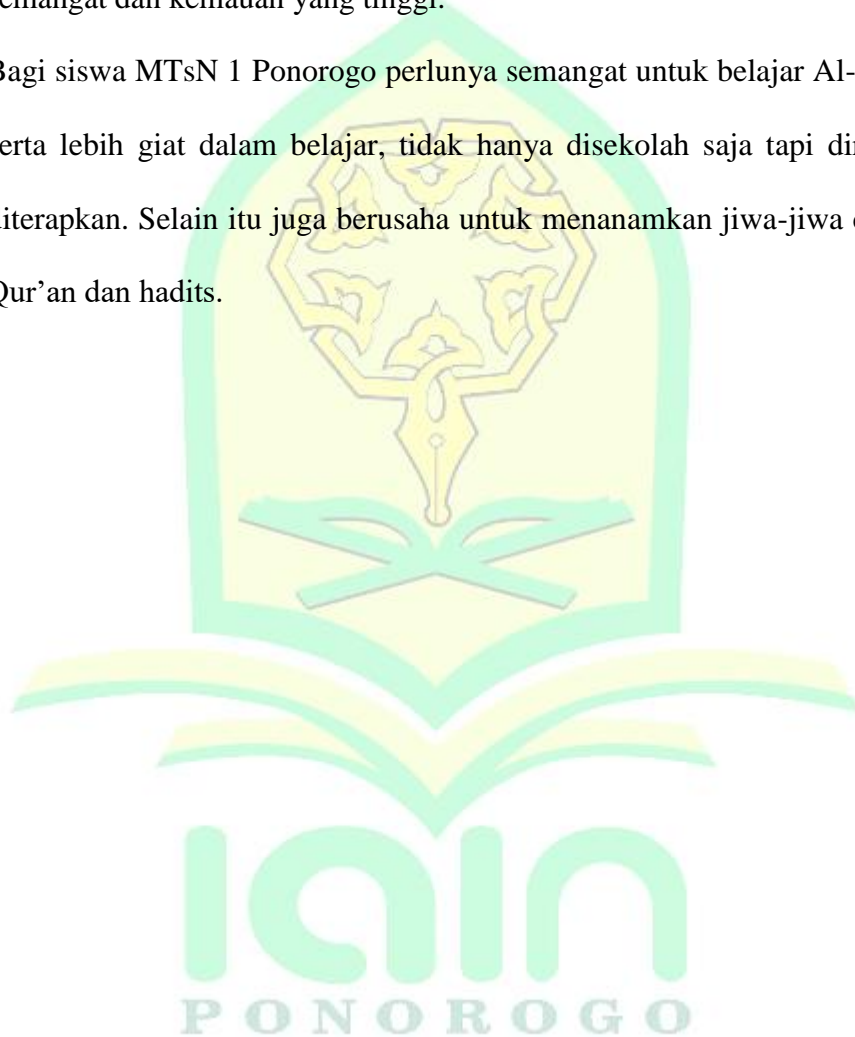 semangat dan kemauan yang tinggi.
Bagi siswa MTsN 1 Ponorogo perlunya semangat untuk belajar Al-
serta lebih giat dalam belajar, tidak hanya disekolah saja tapi
diterapkan. Selain itu juga berusaha untuk menanamkan jiwa-jiwa
Qur’an dan hadits.
iain
PONOROGO